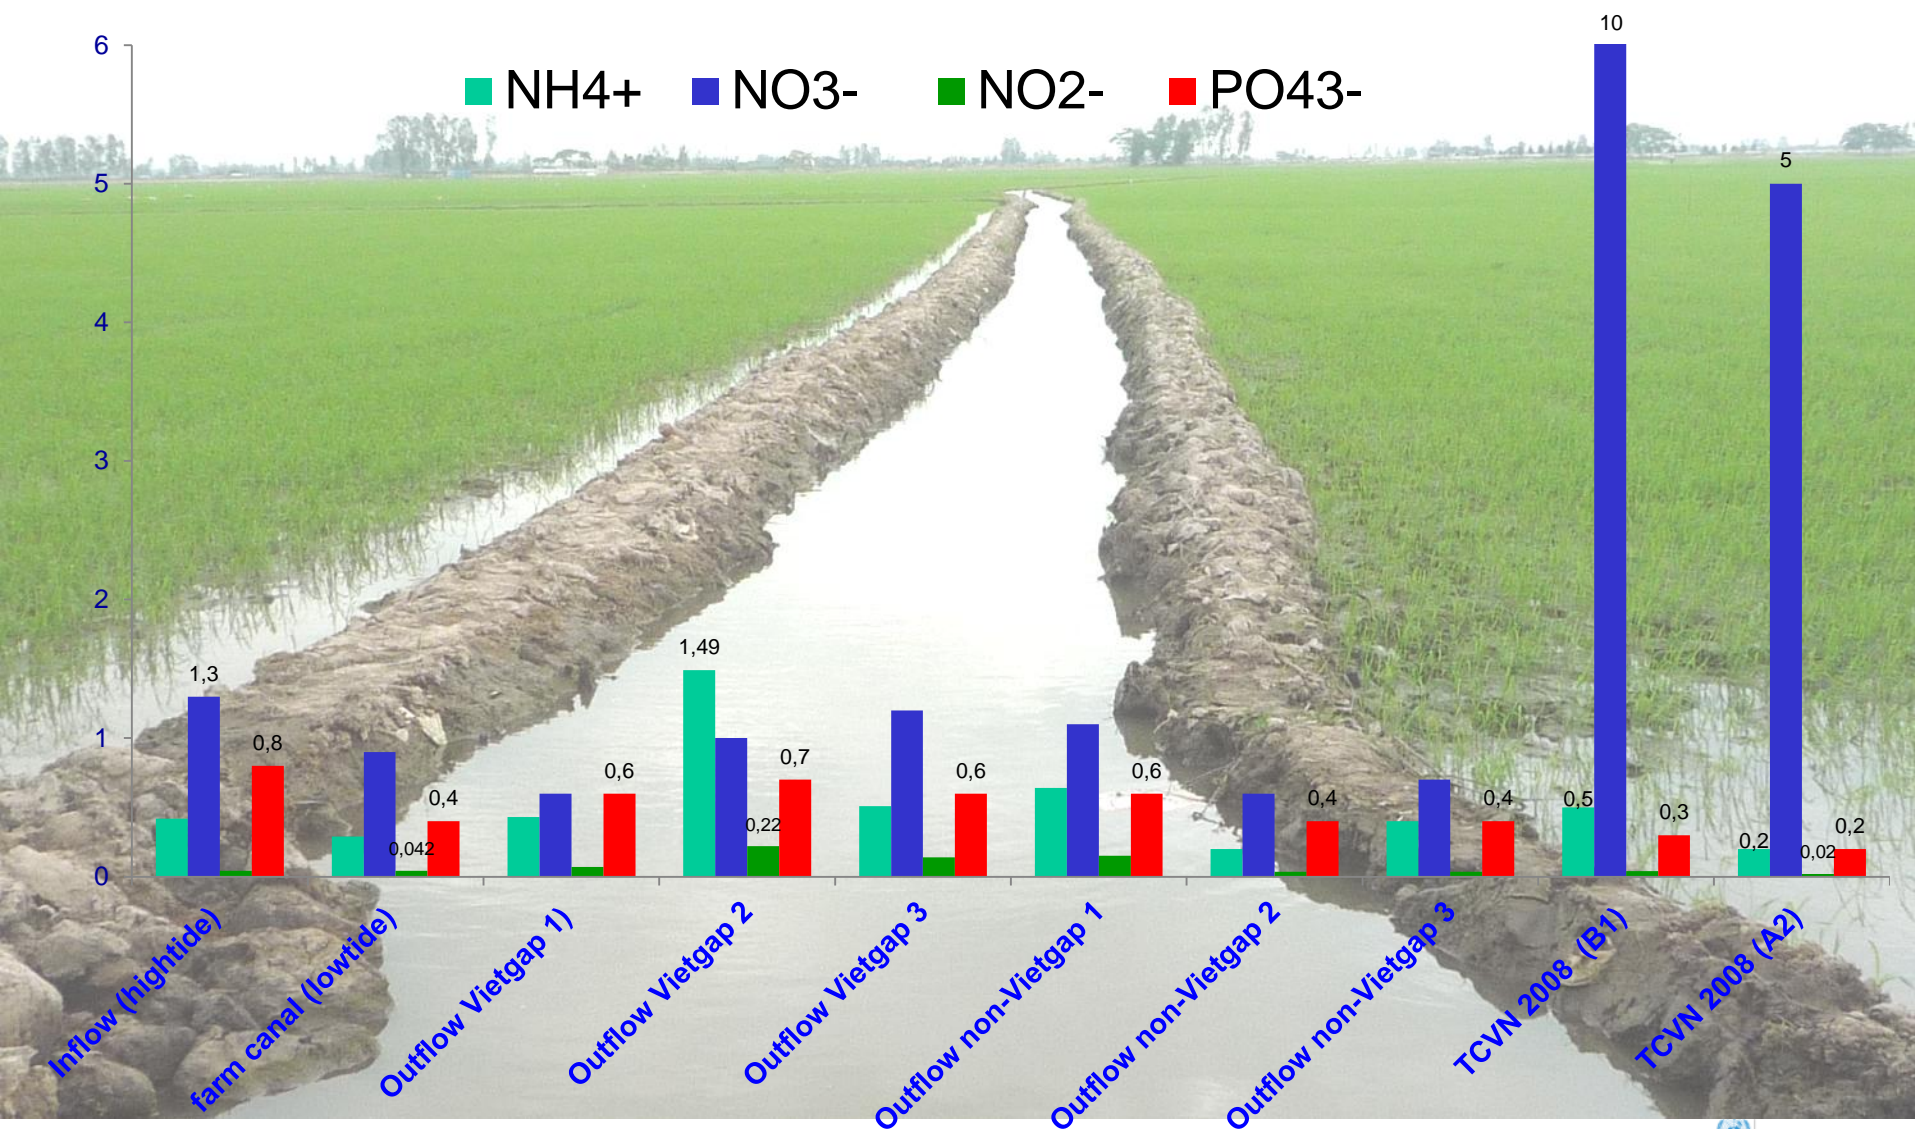 10
6
NH4+ NO3- NO2- PO43-
5
5
4
3
2
1,49
1,3
1
0,8
0,7
0,6
0,6
0,6
0,4
0,4
0,4
0,5
0,3
0,22
0,2
0,2
0,042
0,02
0
Inflow (hightide)
farm canal (lowtide)
Outflow Vietgap 1)
Outflow Vietgap 2
Outflow Vietgap 3
Outflow non-Vietgap 1
Outflow non-Vietgap 2
Outflow non-Vietgap 3
TCVN 2008 (B1)
TCVN 2008 (A2)